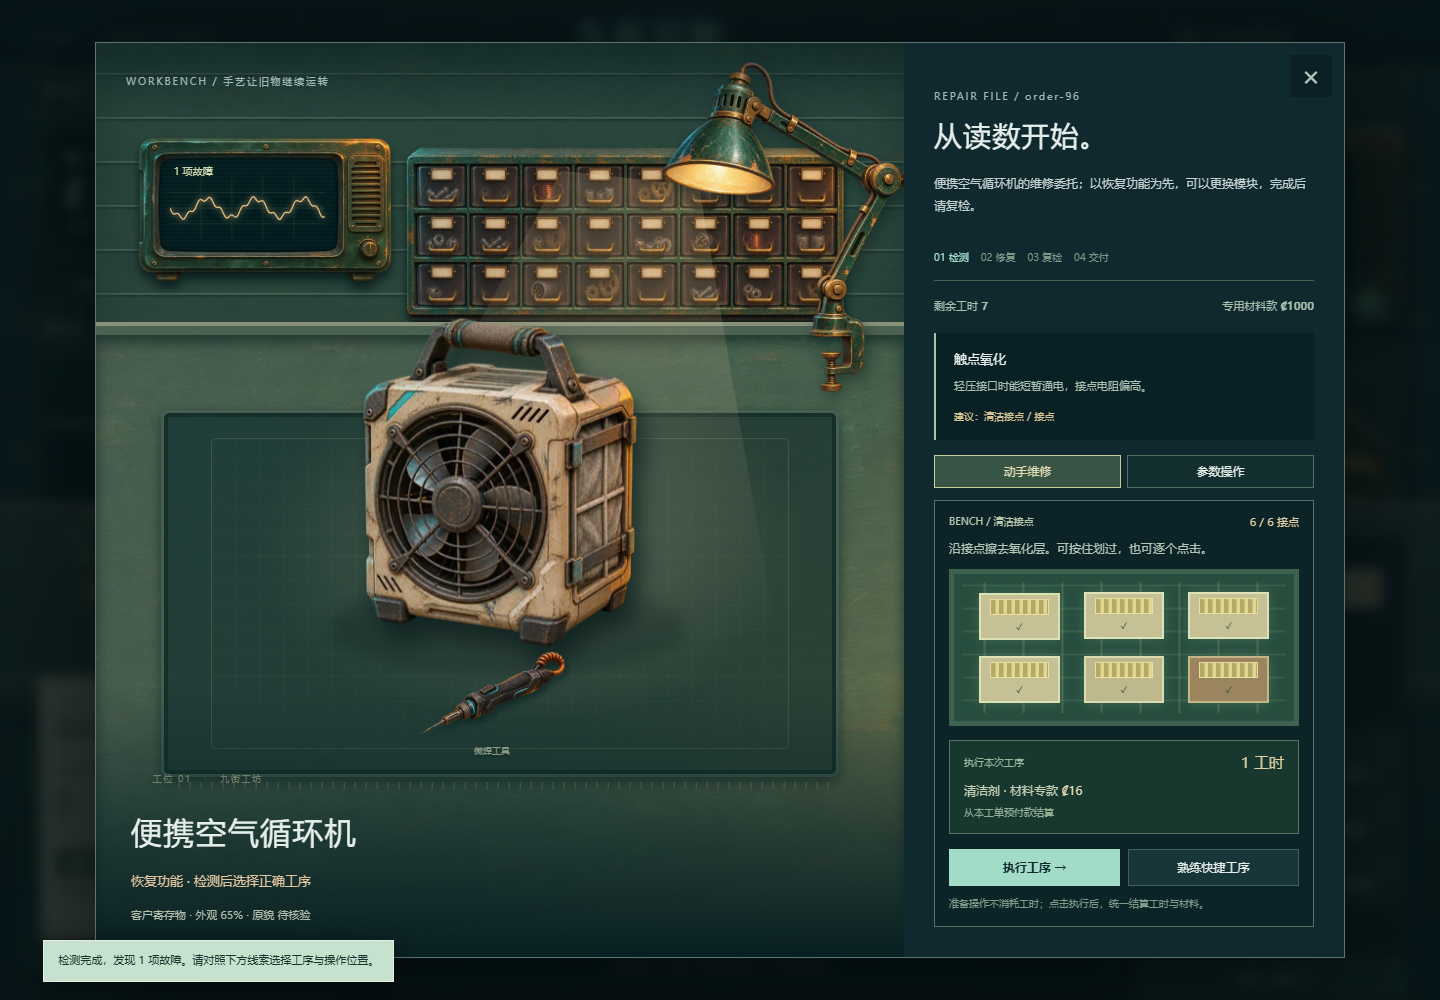 WORKBENCH / 手艺让旧物继续运转
1 项故障
微焊工具
工位 01 · 九街工坊
便携空气循环机
恢复功能 · 检测后选择正确工序
客户寄存物 · 外观 65% · 原貌 待核验
检测完成，发现 1 项故障。请对照下方线索选择工序与操作位置。
×
REPAIR FILE / order-96
从读数开始。
便携空气循环机的维修委托；以恢复功能为先，可以更换模块，完成后
请复检。
01 检测 02 修复 03 复检 04 交付
剩余工时 7 专用材料款 ₡1000
触点氧化
轻压接口时能短暂通电，接点电阻偏高。
建议：清洁接点 / 接点
动手维修 参数操作
BENCH / 清洁接点 6 / 6 接点
沿接点擦去氧化层。可按住划过，也可逐个点击。
✓ ✓ ✓
✓ ✓ ✓
执行本次工序 1 工时
清洁剂 · 材料专款 ₡16
从本工单预付款结算
执行工序 → 熟练快捷工序
准备操作不消耗工时；点击执行后，统一结算工时与材料。